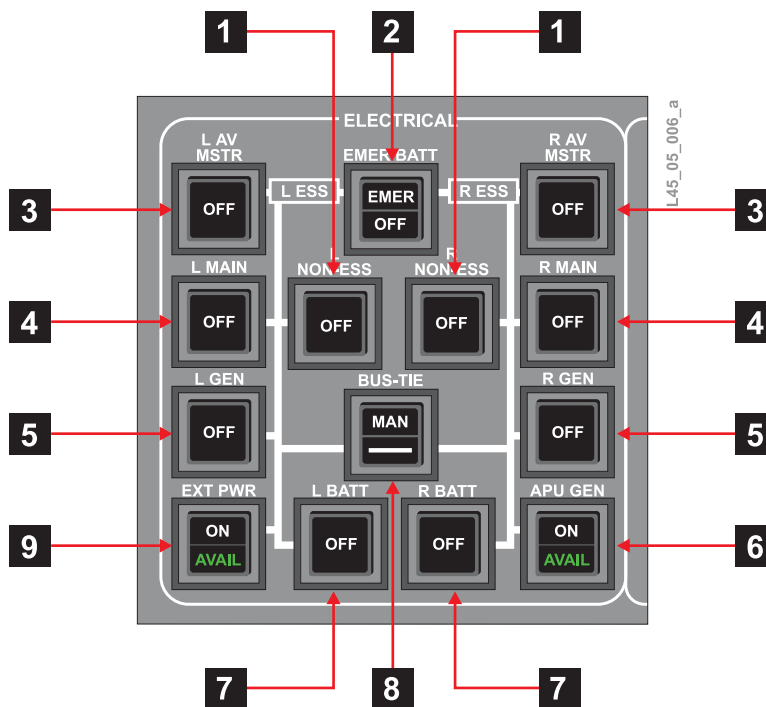 1 2 1
ELECTRICAL
L AV
MSTR
EMER BATT
R AV
MSTR
L45_05_006_a
3 OFF L ESS EMER
OFF R ESS OFF 3
L MAIN
L
NON-ESS
R
NON-ESS
R MAIN
4 OFF OFF OFF OFF 4
L GEN BUS-TIE R GEN
5 OFF MAN OFF 5
EXT PWR L BATT R BATT APU GEN
9 ON
AVAIL OFF OFF ON
AVAIL 6
7 8 7